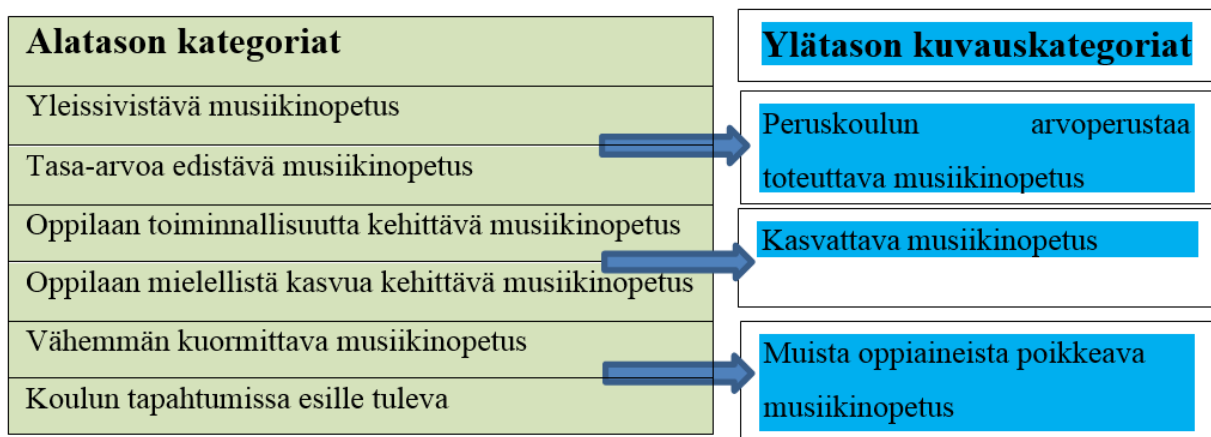 Alatason kategoriat
Yleissivistävä musiikinopetus
Tasa-arvoa edistävä musiikinopetus
Oppilaan toiminnallisuutta kehittävä musiikinopetus
Oppilaan mielellistä kasvua kehittävä musiikinopetus
Vähemmän kuormittava musiikinopetus
Koulun tapahtumissa esille tuleva
Ylätason kuvauskategoriat
Peruskoulun arvoperustaa
toteuttava musiikinopetus
Kasvattava musiikinopetus
Muista oppiaineista poikkeava
musiikinopetus